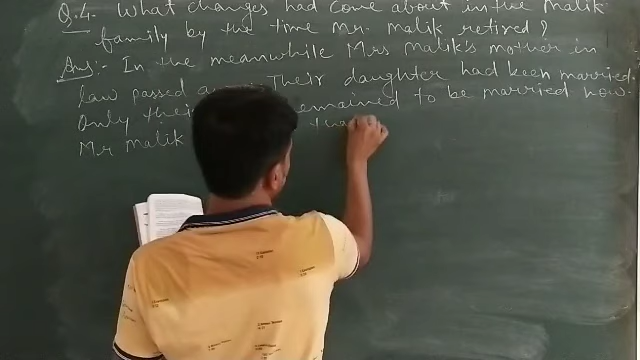 Q.4. What changes had come about in the Malik
family by the time Mr. Malik retired?
Ans:- In the meanwhile Mrs Malik's mother in
law passed Their daughter had been married.
Only their remained to be married now.
Mr Malik